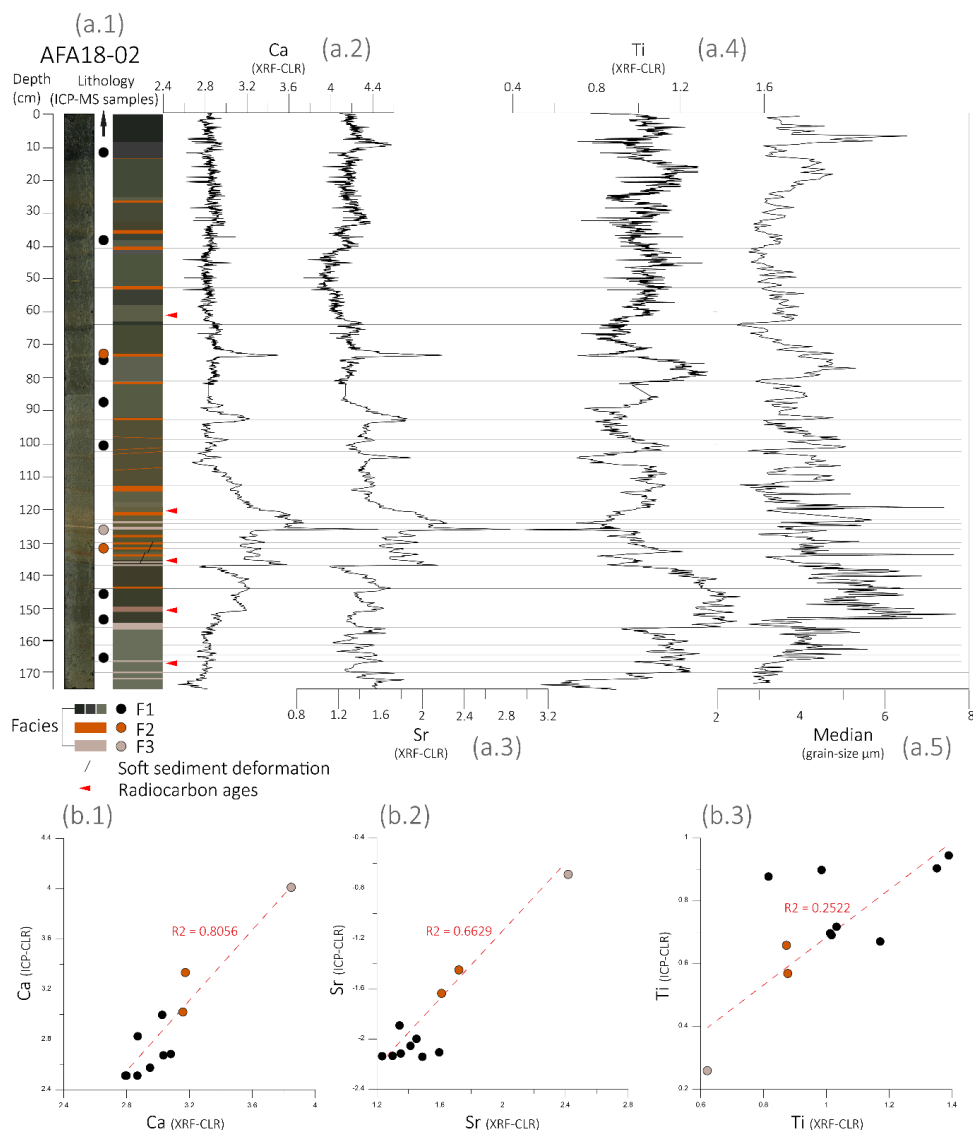 (a.1)
AFA18-02
Depth
(cm)
Lithology
(ICP-MS samples)
Ca
(XRF-CLR)
(a.2)
Ti
(XRF-CLR)
(a.4)
2.4 2.8 3.2 3.6 4 4.4
0.4 0.8 1.2 1.6
0
10
20
30
40
50
60
70
80
90
100
110
120
130
140
150
160
170
0.8 1.2 1.6 2 2.4 2.8 3.2
Sr
(XRF-CLR)
(a.3)
2 4 6 8
Median
(grain-size μm)
(a.5)
Facies
F1
F2
F3
Soft sediment deformation
Radiocarbon ages
(b.1)
4.4
4
3.6
3.2
2.8
2.4
Ca (ICP-CLR)
R2 = 0.8056
2.4 2.8 3.2 3.6 4
Ca (XRF-CLR)
(b.2)
-0.4
-0.8
-1.2
-1.6
-2
-2.4
Sr (ICP-CLR)
R2 = 0.6629
1.2 1.6 2 2.4 2.8
Sr (XRF-CLR)
(b.3)
1
0.8
0.6
0.4
0.2
Ti (ICP-CLR)
R2 = 0.2522
0.6 0.8 1 1.2 1.4
Ti (XRF-CLR)